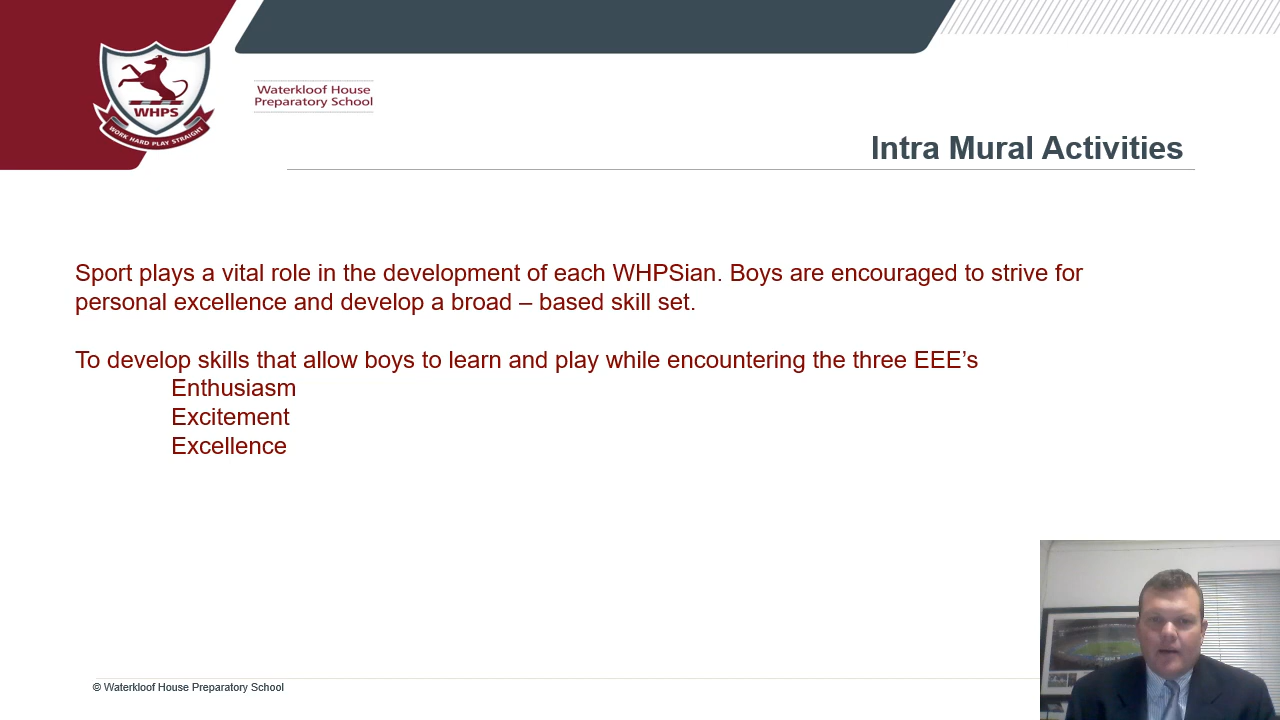 WHPS
WORK HARD PLAY STRAIGHT
Waterkloof House
Preparatory School
Intra Mural Activities
Sport plays a vital role in the development of each WHPSian. Boys are encouraged to strive for
personal excellence and develop a broad – based skill set.
To develop skills that allow boys to learn and play while encountering the three EEE’s
Enthusiasm
Excitement
Excellence
© Waterkloof House Preparatory School